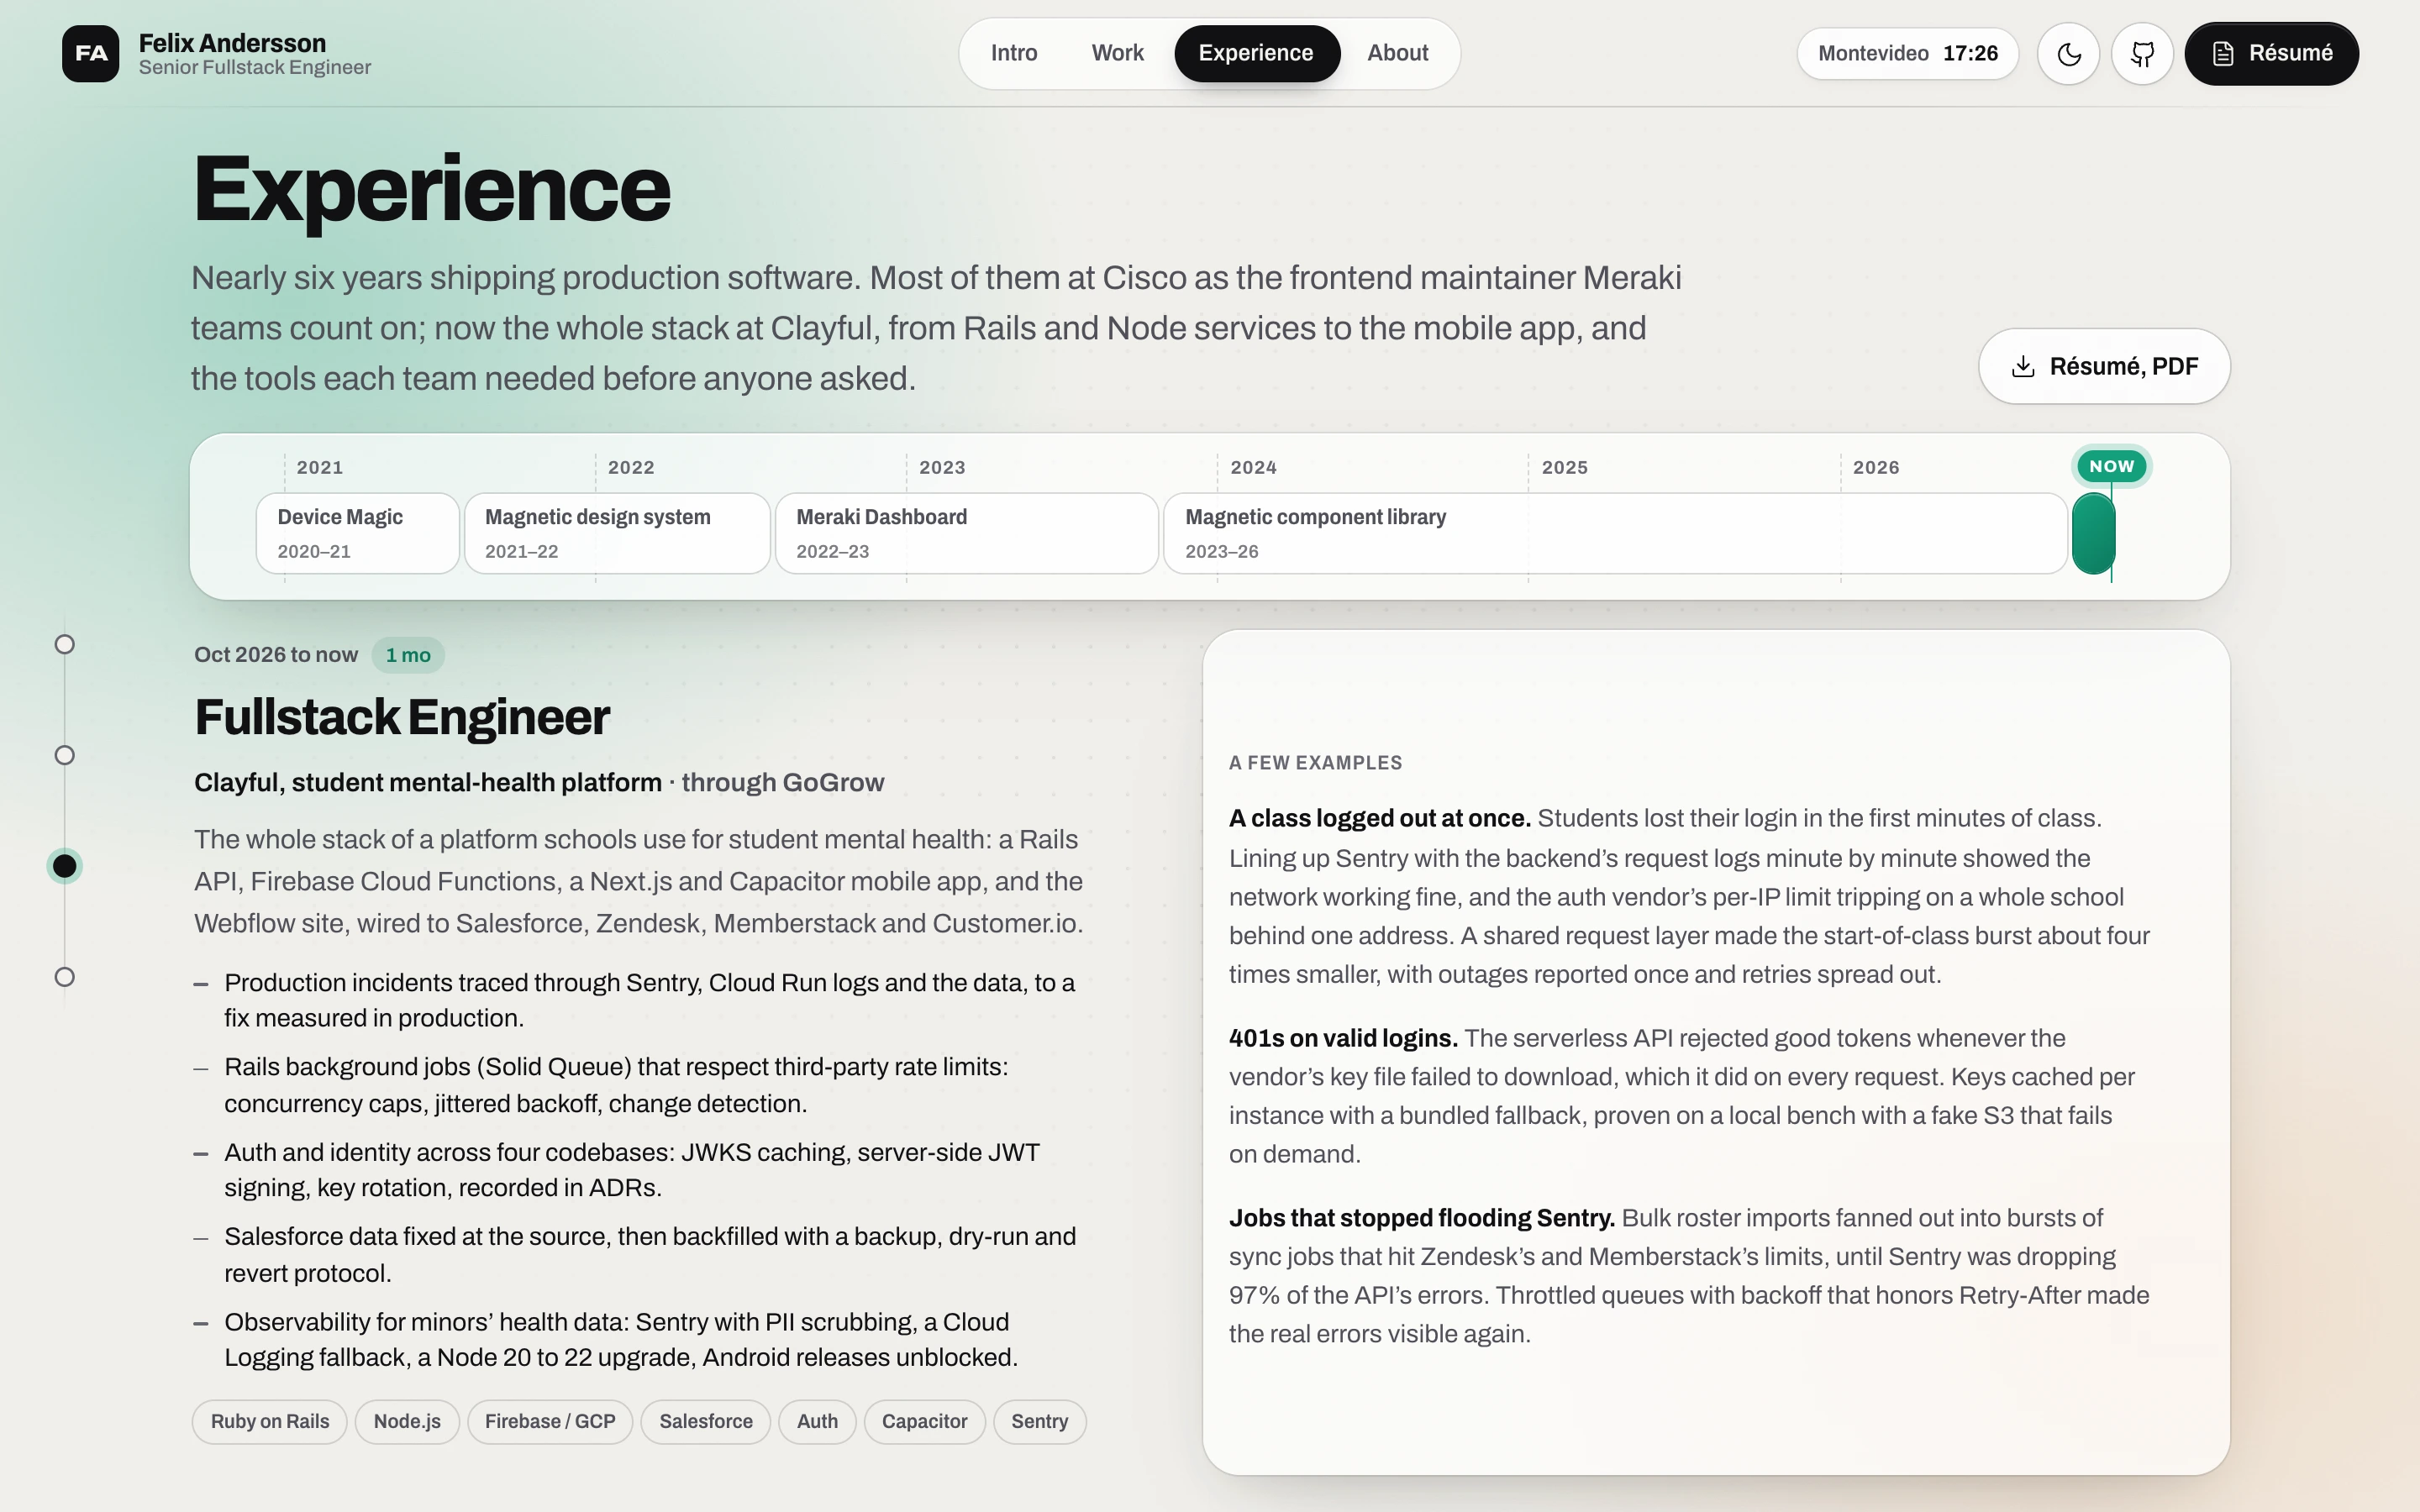 FA
Felix Andersson
Senior Fullstack Engineer
Intro
Work
Experience
About
Montevideo 17:26
Résumé
Experience
Nearly six years shipping production software. Most of them at Cisco as the frontend maintainer Meraki
teams count on; now the whole stack at Clayful, from Rails and Node services to the mobile app, and
the tools each team needed before anyone asked.
Résumé, PDF
2021
2022
2023
2024
2025
2026
NOW
Device Magic
2020–21
Magnetic design system
2021–22
Meraki Dashboard
2022–23
Magnetic component library
2023–26
Oct 2026 to now
1 mo
Fullstack Engineer
Clayful, student mental-health platform · through GoGrow
The whole stack of a platform schools use for student mental health: a Rails
API, Firebase Cloud Functions, a Next.js and Capacitor mobile app, and the
Webflow site, wired to Salesforce, Zendesk, Memberstack and Customer.io.
– Production incidents traced through Sentry, Cloud Run logs and the data, to a
fix measured in production.
– Rails background jobs (Solid Queue) that respect third-party rate limits:
concurrency caps, jittered backoff, change detection.
– Auth and identity across four codebases: JWKS caching, server-side JWT
signing, key rotation, recorded in ADRs.
– Salesforce data fixed at the source, then backfilled with a backup, dry-run and
revert protocol.
– Observability for minors’ health data: Sentry with PII scrubbing, a Cloud
Logging fallback, a Node 20 to 22 upgrade, Android releases unblocked.
Ruby on Rails
Node.js
Firebase / GCP
Salesforce
Auth
Capacitor
Sentry
A FEW EXAMPLES
A class logged out at once. Students lost their login in the first minutes of class.
Lining up Sentry with the backend’s request logs minute by minute showed the
network working fine, and the auth vendor’s per-IP limit tripping on a whole school
behind one address. A shared request layer made the start-of-class burst about four
times smaller, with outages reported once and retries spread out.
401s on valid logins. The serverless API rejected good tokens whenever the
vendor’s key file failed to download, which it did on every request. Keys cached per
instance with a bundled fallback, proven on a local bench with a fake S3 that fails
on demand.
Jobs that stopped flooding Sentry. Bulk roster imports fanned out into bursts of
sync jobs that hit Zendesk’s and Memberstack’s limits, until Sentry was dropping
97% of the API’s errors. Throttled queues with backoff that honors Retry-After made
the real errors visible again.